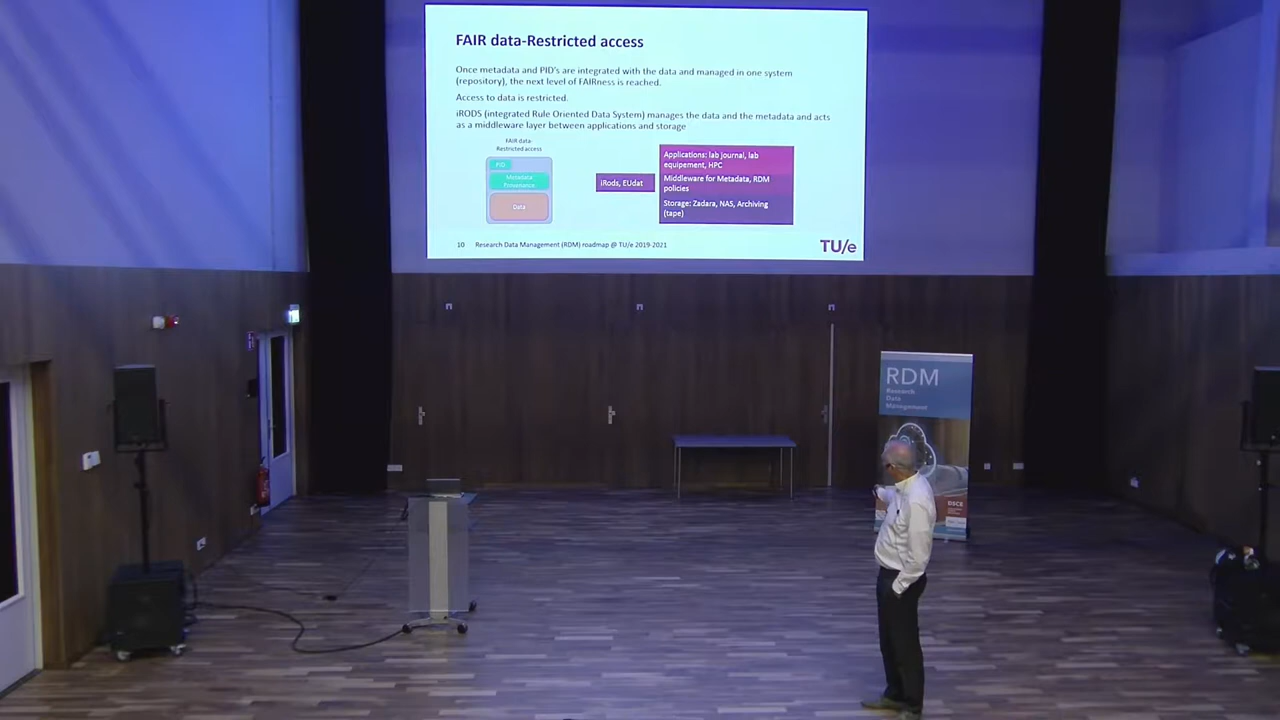 FAIR data-Restricted access
Once metadata and PID's are integrated with the data and managed in one system
(repository), the next level of FAIRness is reached.
Access to data is restricted.
iRODS (integrated Rule Oriented Data System) manages the data and the metadata and acts
as a middleware layer between applications and storage
FAIR data-
Restricted access
PID
Metadata
Provenance
Data
iRods, EUdat
Applications: lab journal, lab
equipement, HPC
Middleware for Metadata, RDM
policies
Storage: Zadara, NAS, Archiving
(tape)
10 Research Data Management (RDM) roadmap @ TU/e 2019-2021
TU/e
RDM
Research
Data
Management